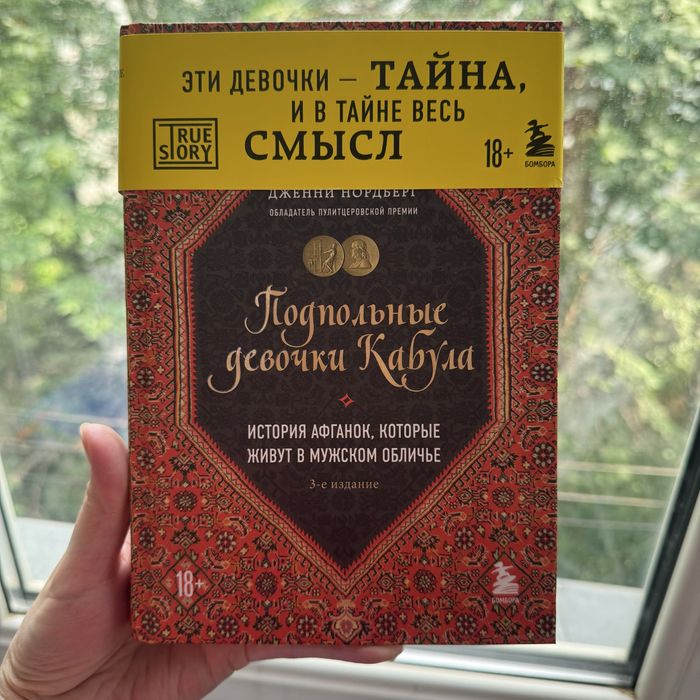 ЭТИ ДЕВОЧКИ – ТАЙНА,
И В ТАЙНЕ ВЕСЬ
СМЫСЛ
TRUE
STORY
18+
БОМБОРА
ДЖЕННИ НОРДБЕРГ
ОБЛАДАТЕЛЬ ПУЛИТЦЕРОВСКОЙ ПРЕМИИ
Подпольные
девочки Кабула
ИСТОРИЯ АФГАНОК, КОТОРЫЕ
ЖИВУТ В МУЖСКОМ ОБЛИЧЬЕ
3-е издание
18+
БОМБОРА